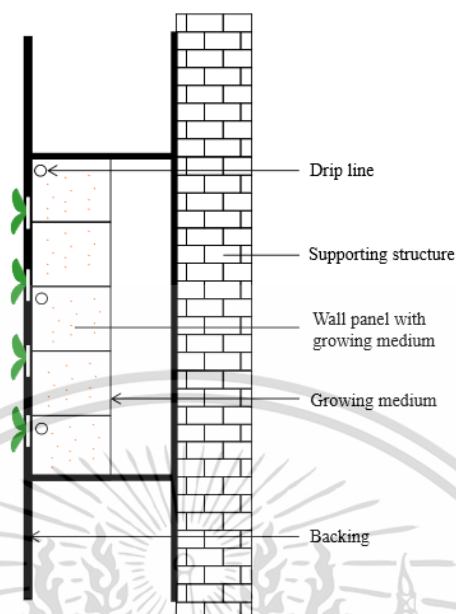 Drip line
Supporting structure
Wall panel with
growing medium
Growing medium
Backing